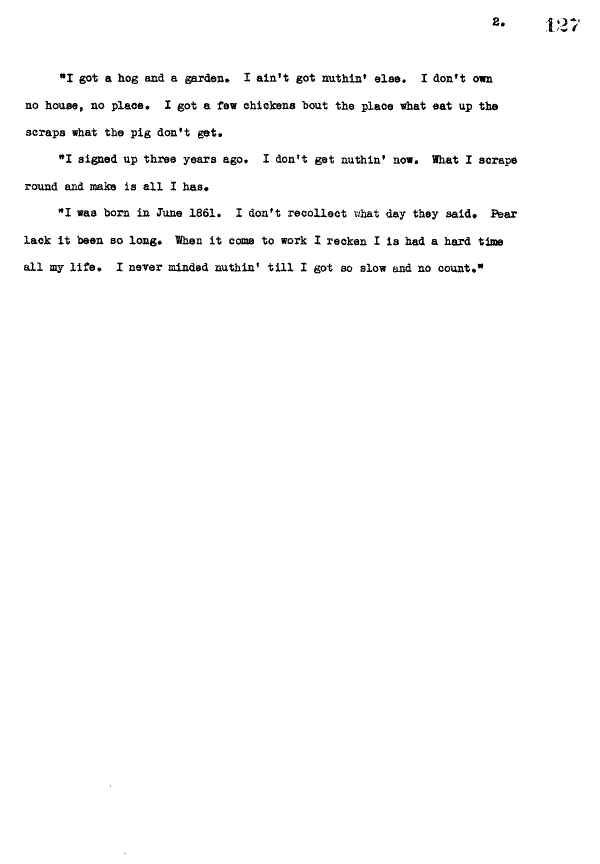 2. 127
"I got a hog and a garden. I ain't got nuthin' else. I don't own
no house, no place. I got a few chickens bout the place what eat up the
scraps what the pig don't get.
"I signed up three years ago. I don't get nuthin' now. What I scrape
round and make is all I has.
"I was born in June 1861. I don't recollect what day they said. Pear
lack it been so long. When it come to work I recken I is had a hard time
all my life. I never minded nuthin' till I got so slow and no count."